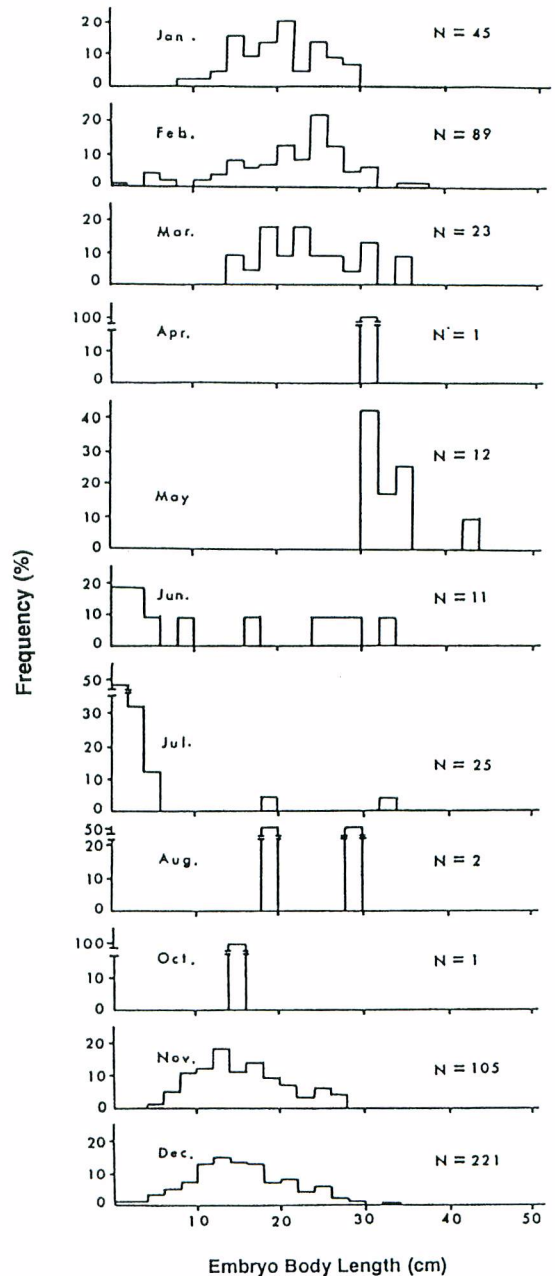 20
10
0
Jan.
N = 45
20
10
0
Feb.
N = 89
20
10
0
Mar.
N = 23
100
10
0
Apr.
N = 1
40
30
20
10
0
May
N = 12
20
10
0
Jun.
N = 11
50
30
20
10
0
Jul.
N = 25
50
20
10
0
Aug.
N = 2
100
10
0
Oct.
N = 1
20
10
0
Nov.
N = 105
20
10
0
Dec.
N = 221
10 20 30 40 50
Frequency (%)
Embryo Body Length (cm)